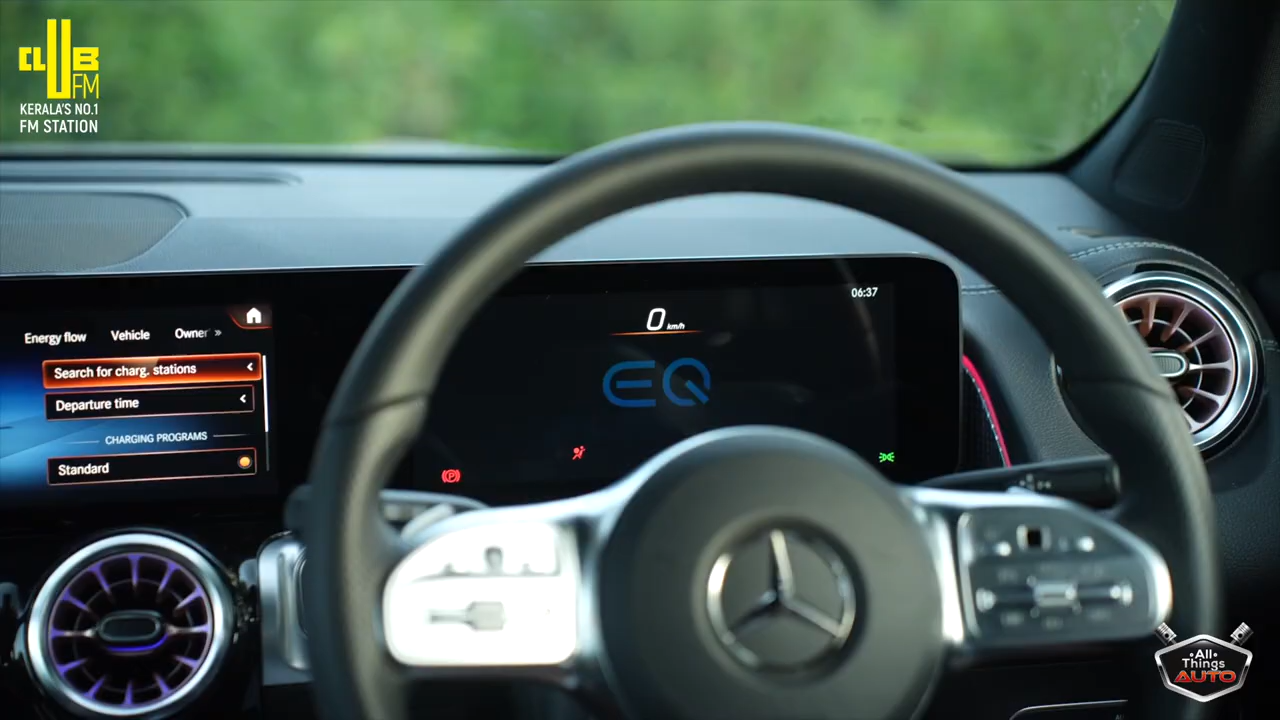 CLUB
FM
KERALA'S NO.1
FM STATION
06:37
0 km/h
EQ
Energy flow Vehicle Owner »
Search for charg. stations
Departure time
CHARGING PROGRAMS
Standard
P
All
Things
AUTO